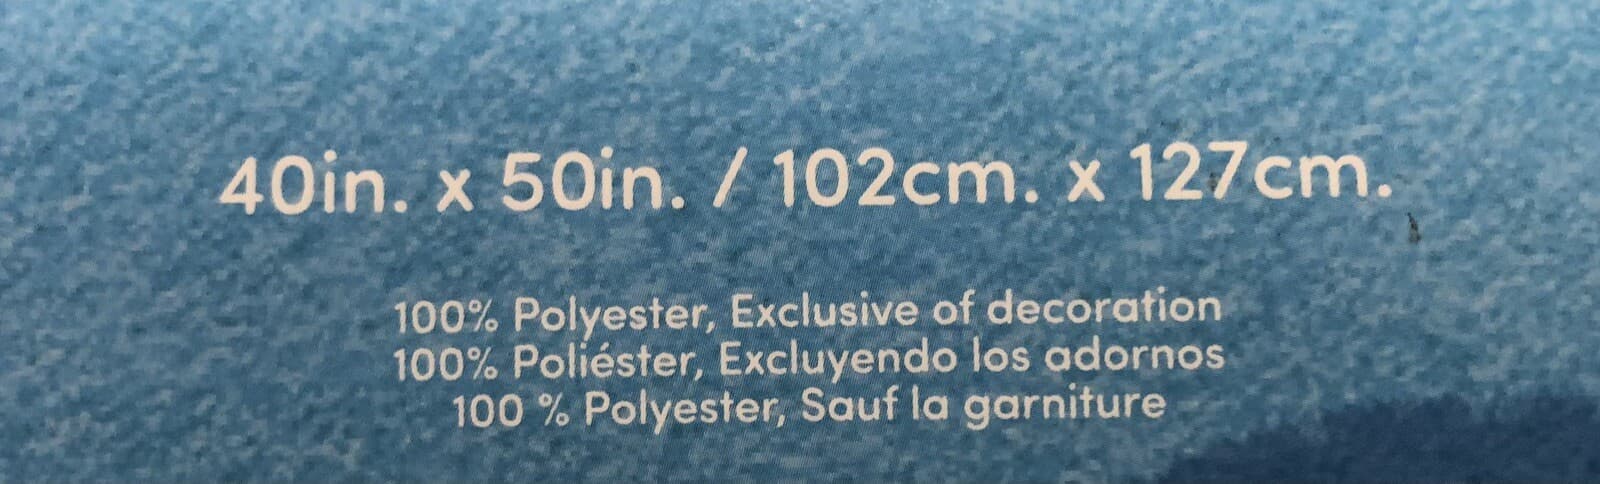 40in. x 50in. / 102cm. x 127cm.
100% Polyester, Exclusive of decoration
100% Poliéster, Excluyendo los adornos
100 % Polyester, Sauf la garniture